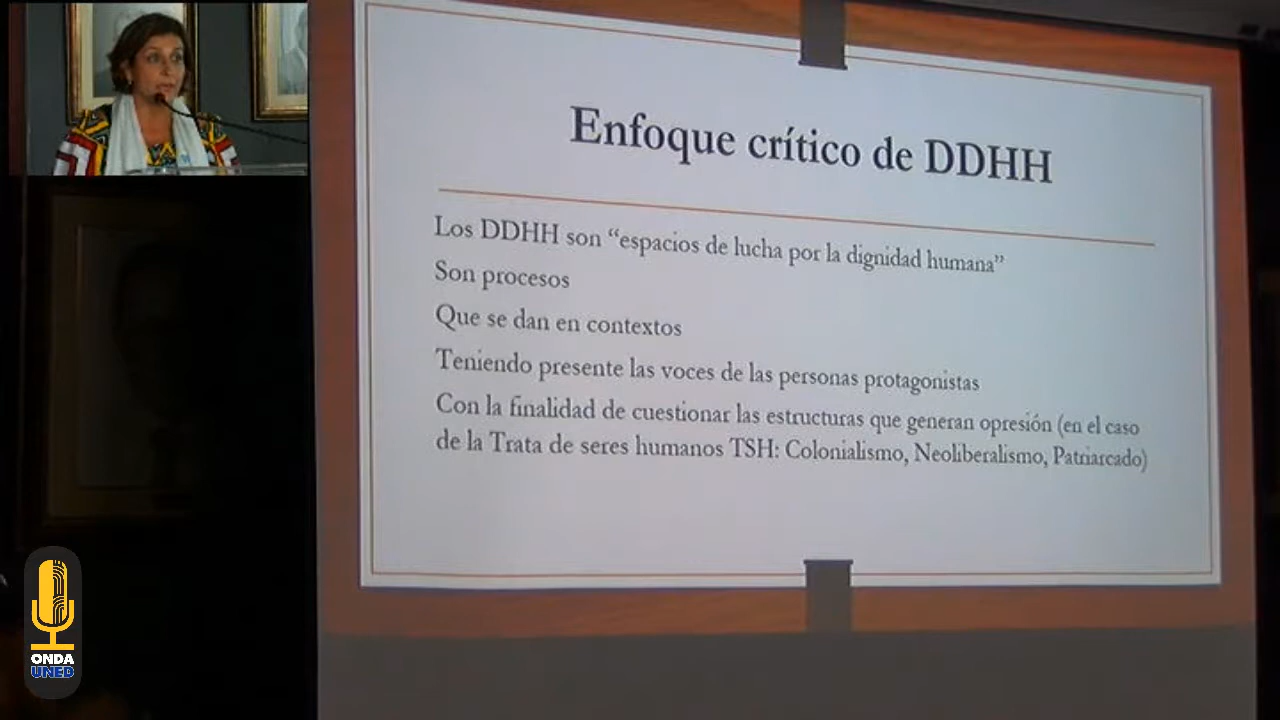 Enfoque crítico de DDHH
Los DDHH son “espacios de lucha por la dignidad humana”
Son procesos
Que se dan en contextos
Teniendo presente las voces de las personas protagonistas
Con la finalidad de cuestionar las estructuras que generan opresión (en el caso
de la Trata de seres humanos TSH: Colonialismo, Neoliberalismo, Patriarcado)
ONDA
UNED